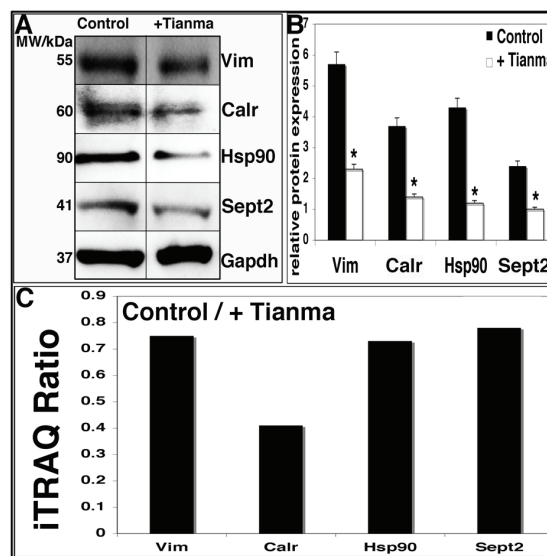 A
Control
+Tianma
MW/kDa
55
Vim
60
Calr
90
Hsp90
41
Sept2
37
Gapdh
B
Control
+ Tianma
relative protein expression
7
6
5
4
3
2
1
0
*
*
*
*
Vim
Calr
Hsp90
Sept2
C
Control / + Tianma
iTRAQ Ratio
0.9
0.8
0.7
0.6
0.5
0.4
0.3
0.2
0.1
0
Vim
Calr
Hsp90
Sept2